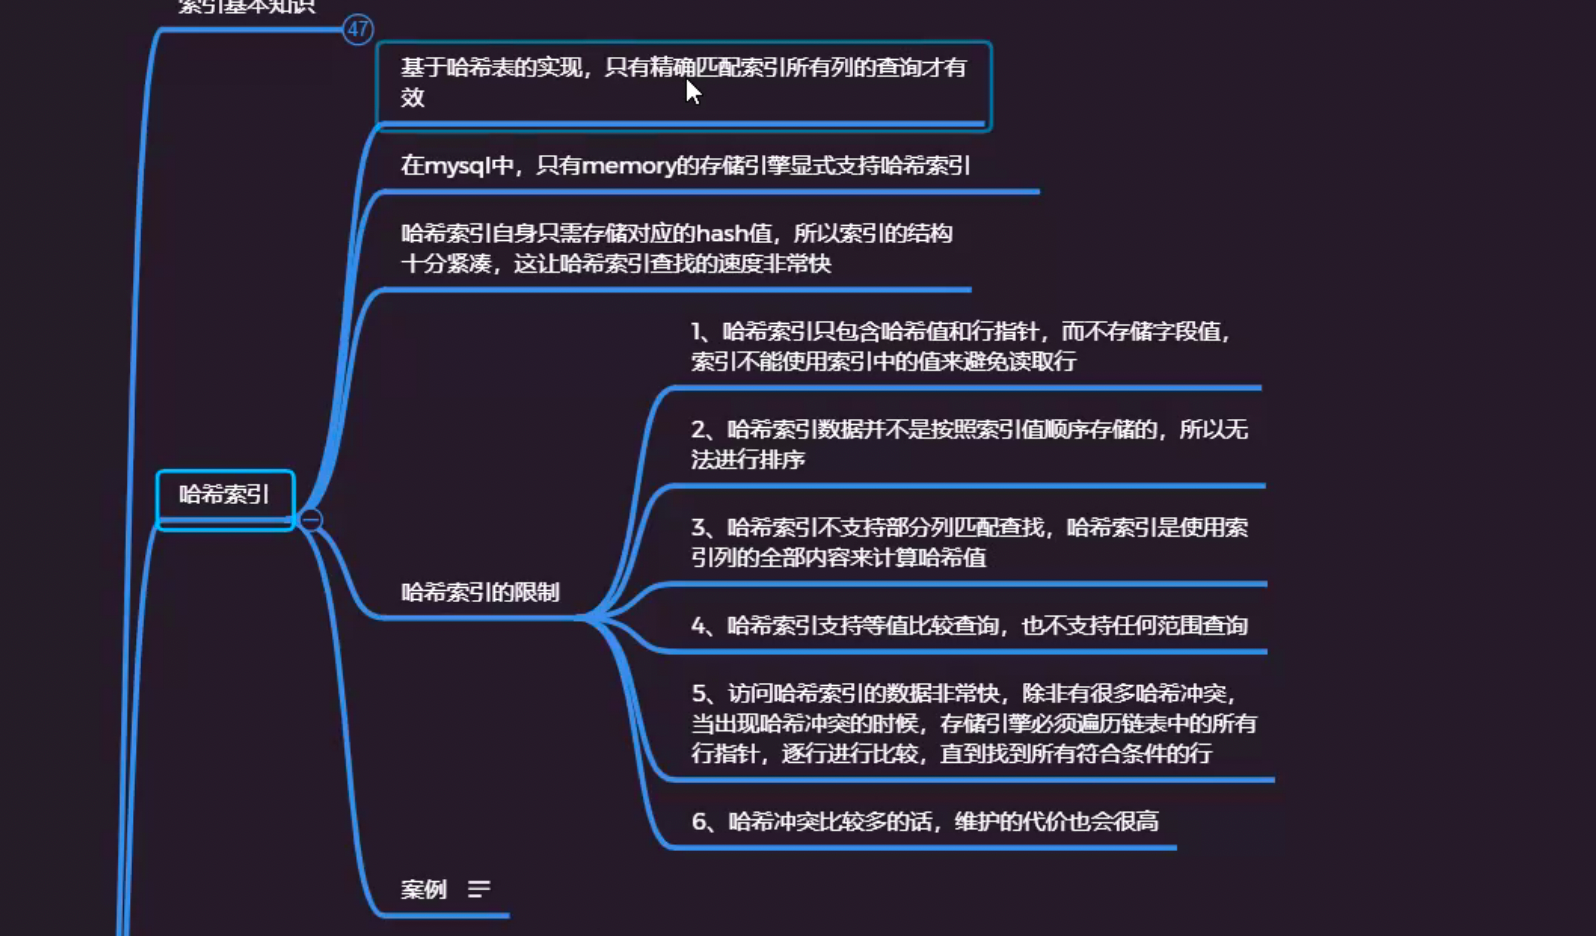 索引基本知识
47
基于哈希表的实现，只有精确匹配索引所有列的查询才有
效
在mysql中，只有memory的存储引擎显式支持哈希索引
哈希索引自身只需存储对应的hash值，所以索引的结构
十分紧凑，这让哈希索引查找的速度非常快
1、哈希索引只包含哈希值和行指针，而不存储字段值，
索引不能使用索引中的值来避免读取行
2、哈希索引数据并不是按照索引值顺序存储的，所以无
法进行排序
哈希索引
3、哈希索引不支持部分列匹配查找，哈希索引是使用索
引列的全部内容来计算哈希值
哈希索引的限制
4、哈希索引支持等值比较查询，也不支持任何范围查询
5、访问哈希索引的数据非常快，除非有很多哈希冲突，
当出现哈希冲突的时候，存储引擎必须遍历链表中的所有
行指针，逐行进行比较，直到找到所有符合条件的行
6、哈希冲突比较多的话，维护的代价也会很高
案例